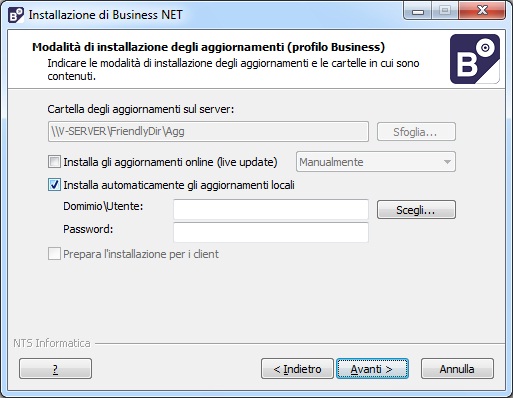 Installazione di Business NET
Modalità di installazione degli aggiornamenti (profilo Business)
Indicare le modalità di installazione degli aggiornamenti e le cartelle in cui sono
contenuti.
B
Cartella degli aggiornamenti sul server:
\\V-SERVER\FriendlyDir\Agg
Sfoglia...
Installa gli aggiornamenti online (live update)
Manualmente
Installa automaticamente gli aggiornamenti locali
Domimio\Utente:
Scegli...
Password:
Prepara l'installazione per i client
NTS Informatica
?
< Indietro
Avanti >
Annulla